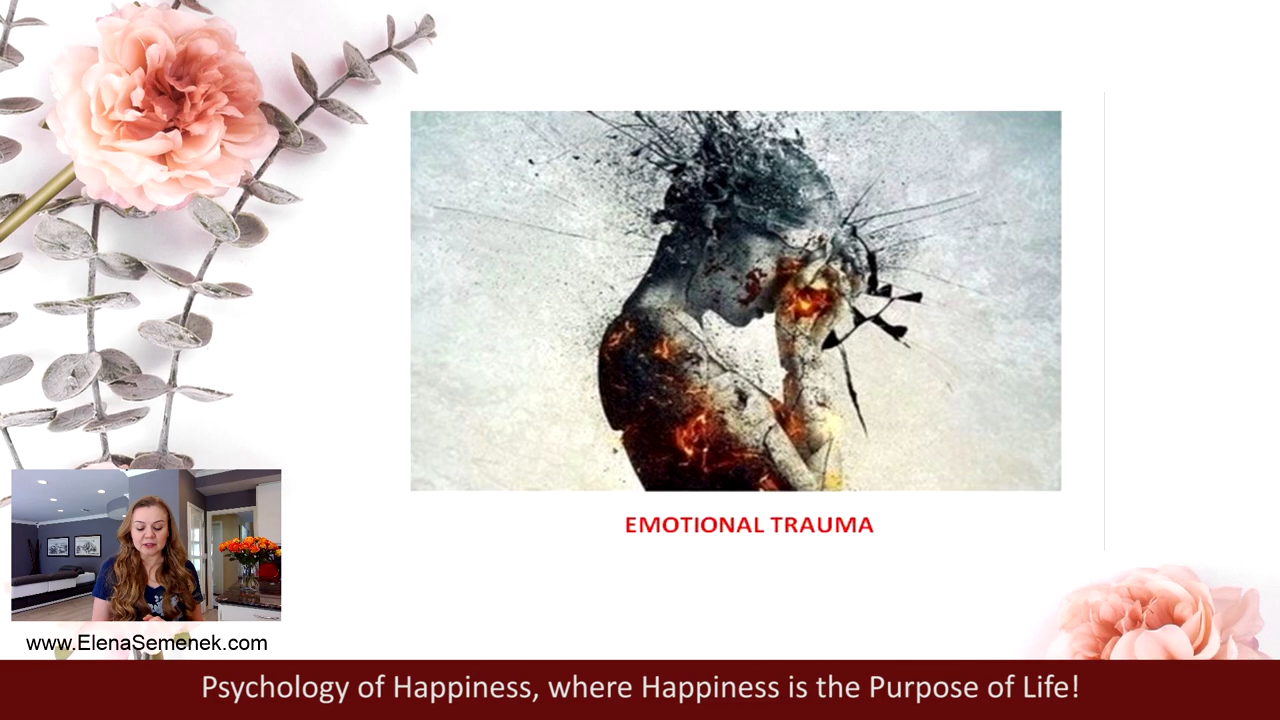 EMOTIONAL TRAUMA
www.ElenaSemenek.com
Psychology of Happiness, where Happiness is the Purpose of Life!